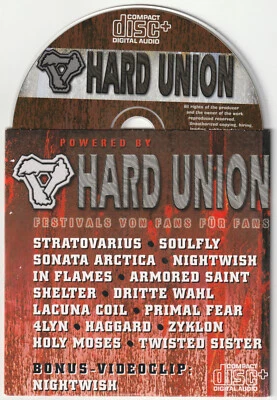 COMPACT
disc+
DIGITAL AUDIO
HARD UNION
All rights of the producer
and the owner of the work
reproduced reserved.
Unauthorized copying, hiring,
POWERED BY
HARD UNION
FESTIVALS VON FANS FÜR FANS
STRATOVARIUS • SOULFLY
SONATA ARCTICA • NIGHTWISH
IN FLAMES • ARMORED SAINT
SHELTER • DRITTE WAHL
LACUNA COIL • PRIMAL FEAR
4LYN • HAGGARD • ZYKLON
HOLY MOSES • TWISTED SISTER
BONUS-VIDEOCLIP:
NIGHTWISH
COMPACT
disc+
DIGITAL AUDIO